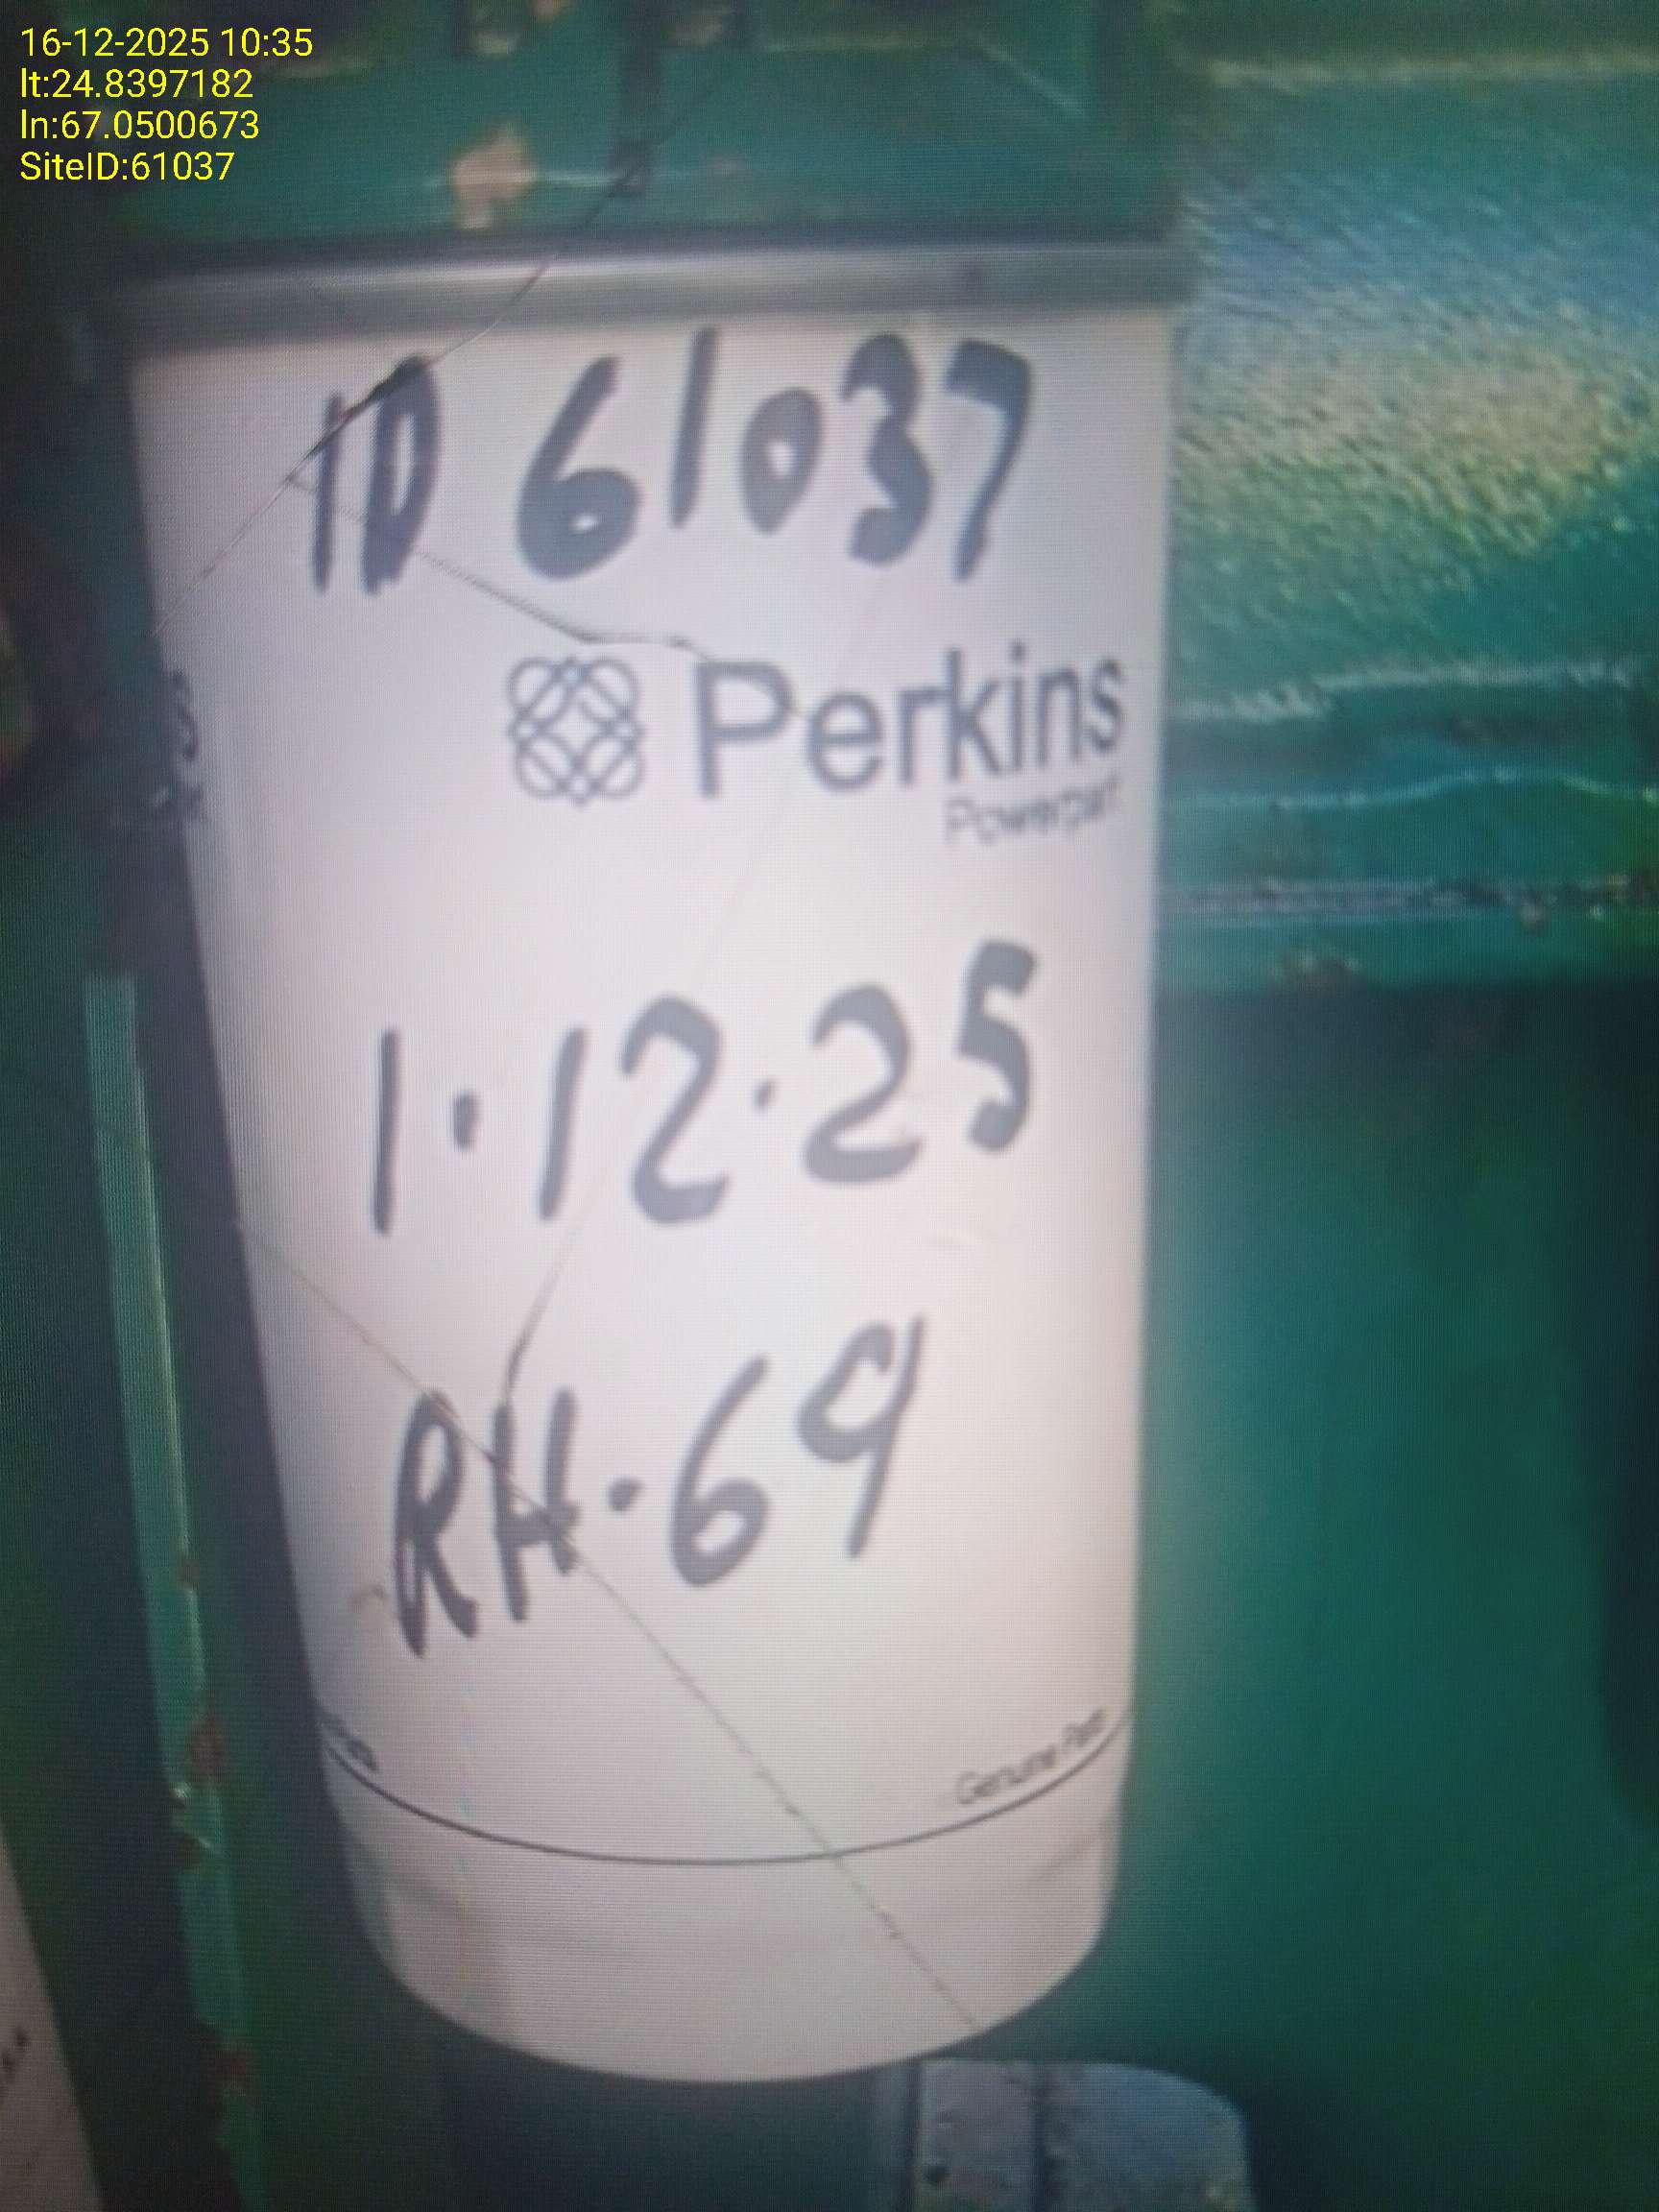 16-12-2025 10:35
lt:24.8397182
ln:67.0500673
SiteID:61037
ID 61037
Perkins
Powerpart
1.12.25
RH.69
Genuine Parts